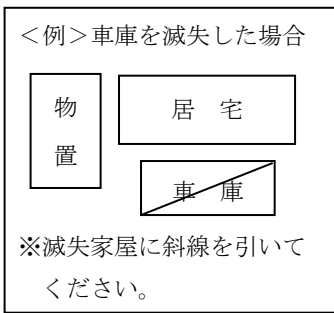 <例>車庫を滅失した場合
物置
居 宅
車 庫
※滅失家屋に斜線を引いて
ください。